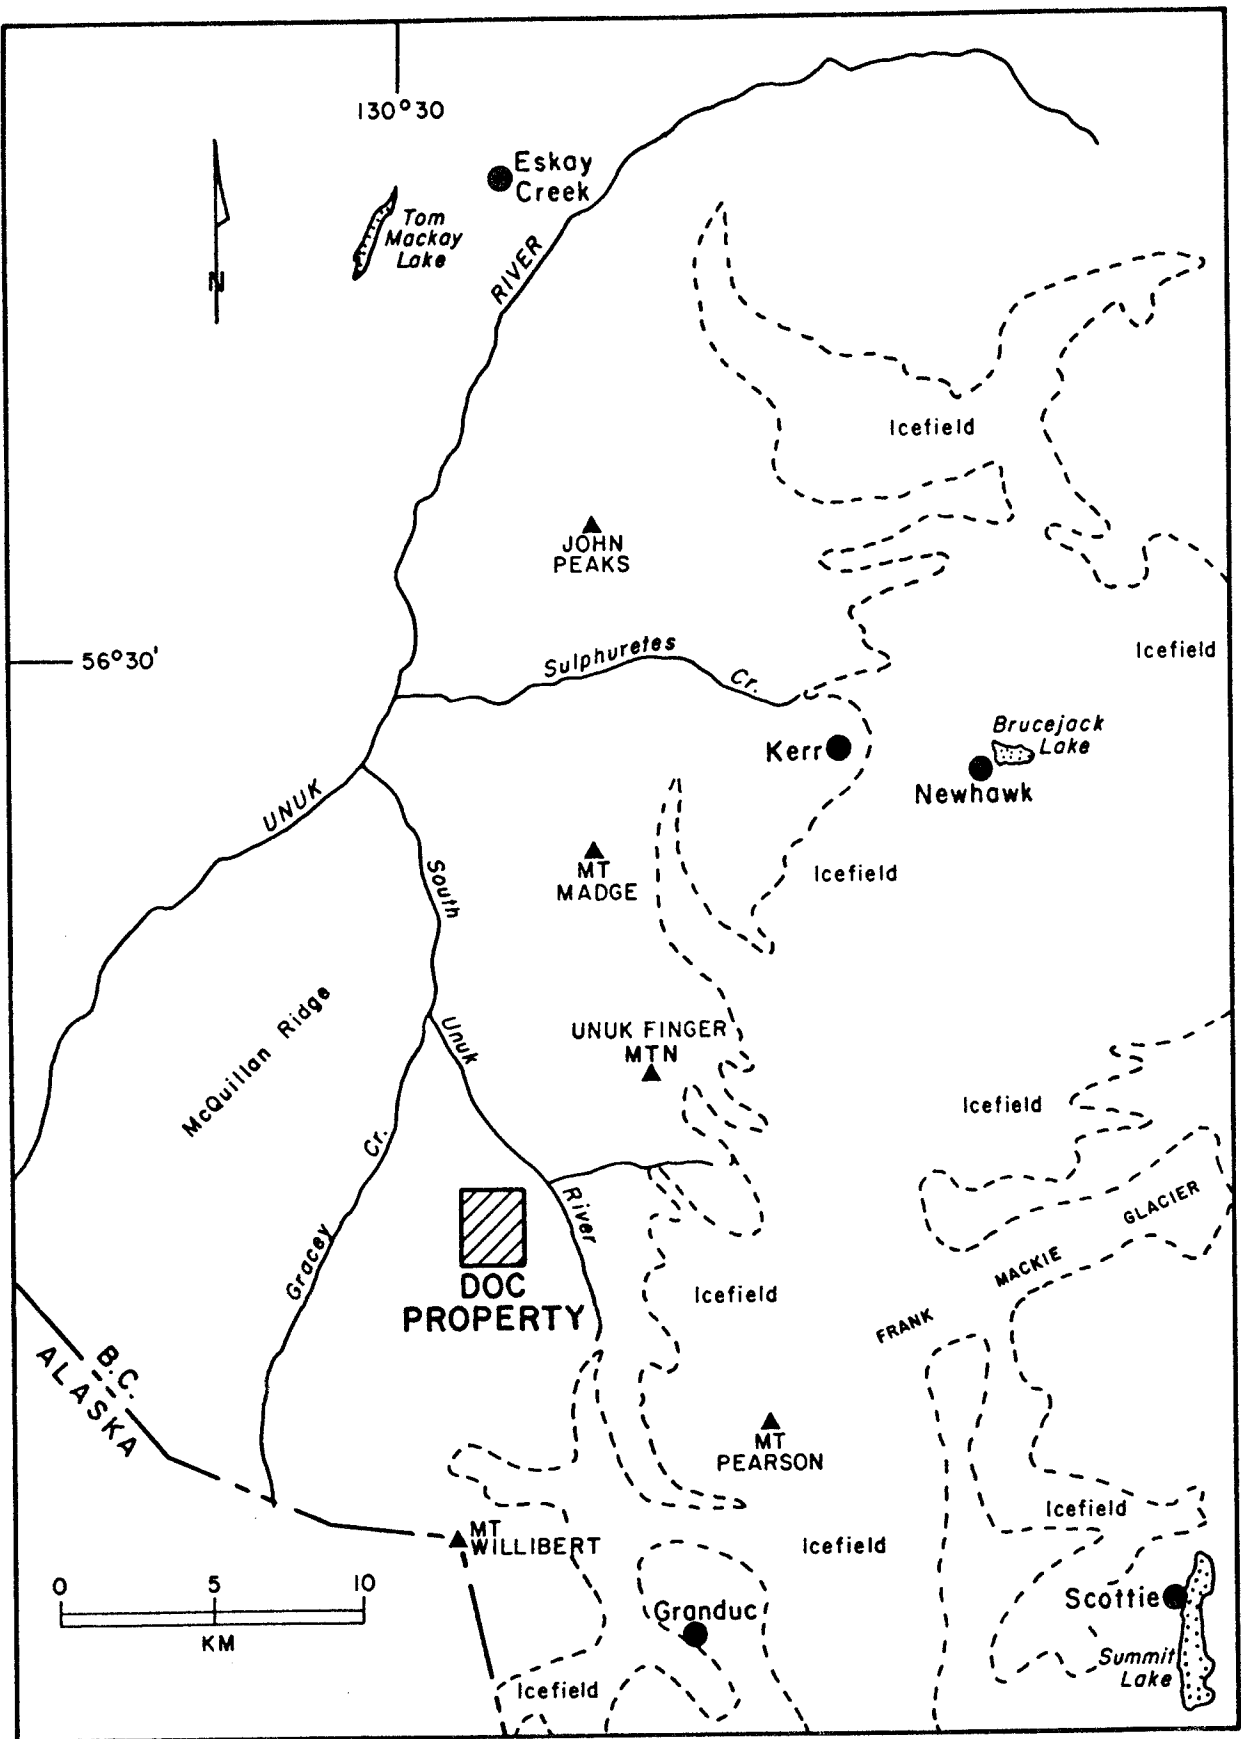 130°30
Eskay
Creek
Tom
Mackay
Lake
N
RIVER
Icefield
JOHN
PEAKS
56°30'
Sulphuretes
Cr.
Icefield
Brucejack
Lake
Kerr
Newhawk
UNUK
South
MT
MADGE
Icefield
McQuillan Ridge
Unuk
UNUK FINGER
MTN
Icefield
Cr.
Gracey
River
GLACIER
MACKIE
FRANK
DOC
PROPERTY
Icefield
B.C.
ALASKA
MT
PEARSON
Icefield
MT
WILLIBERT
Icefield
0 5 10
KM
Granduc
Scottie
Summit
Lake
Icefield